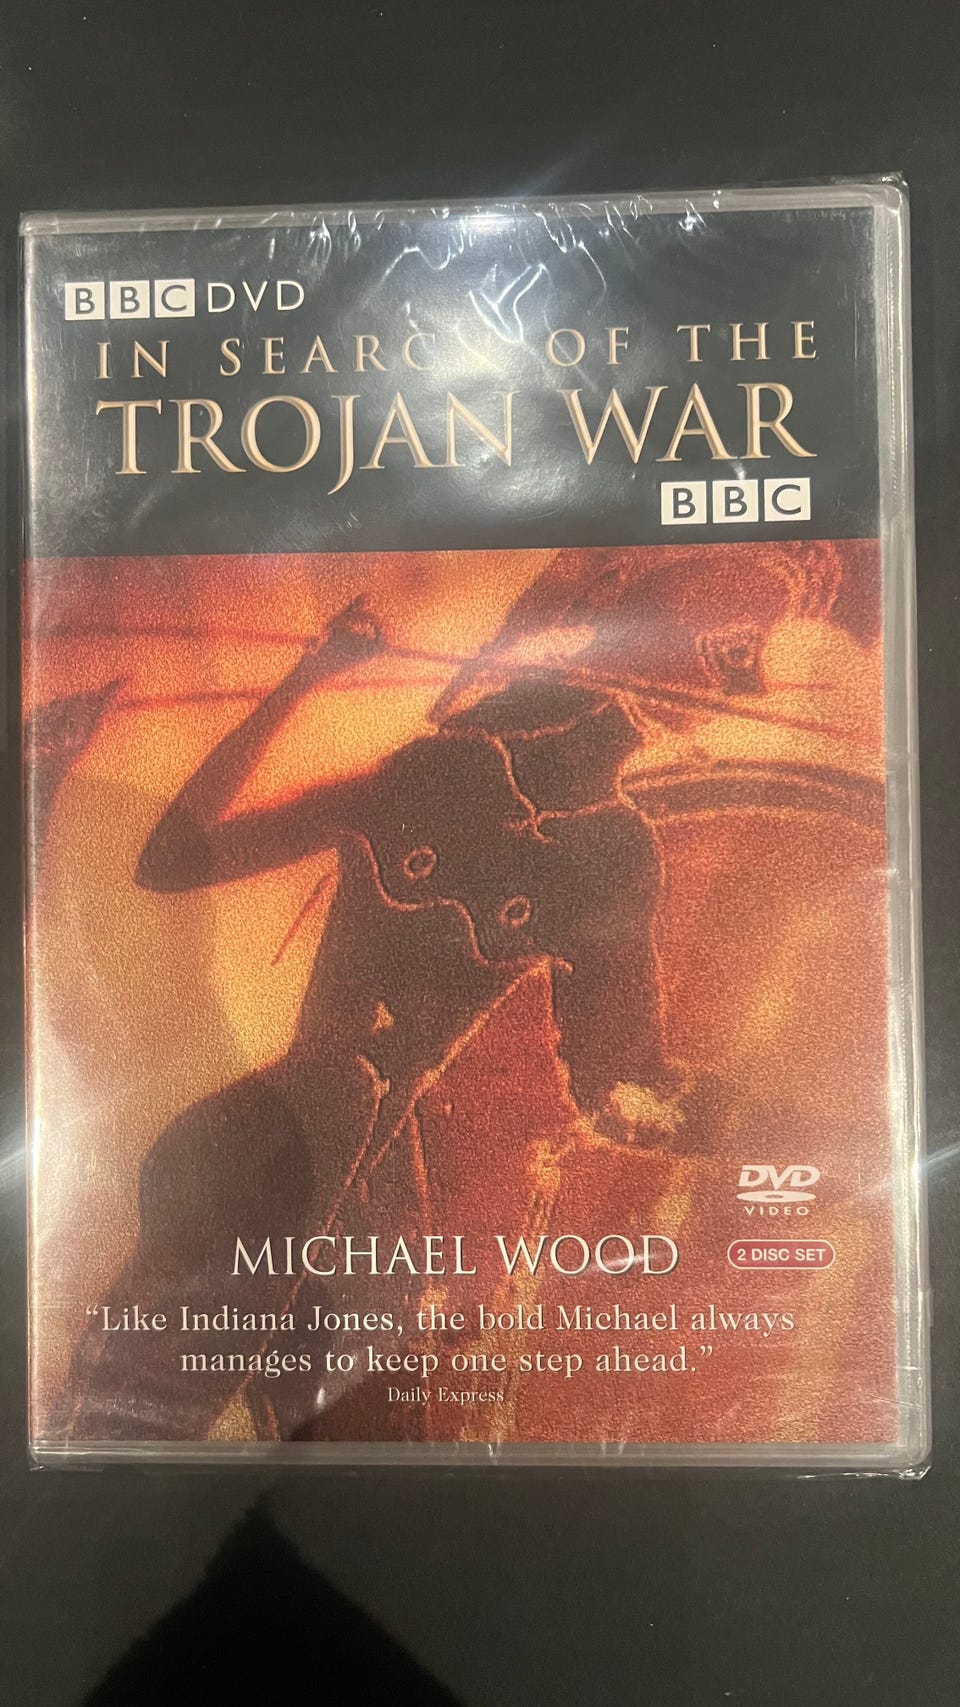 BBC DVD
IN SEARCH OF THE
TROJAN WAR
BBC
DVD
VIDEO
MICHAEL WOOD
2 DISC SET
“Like Indiana Jones, the bold Michael always
manages to keep one step ahead.”
Daily Express